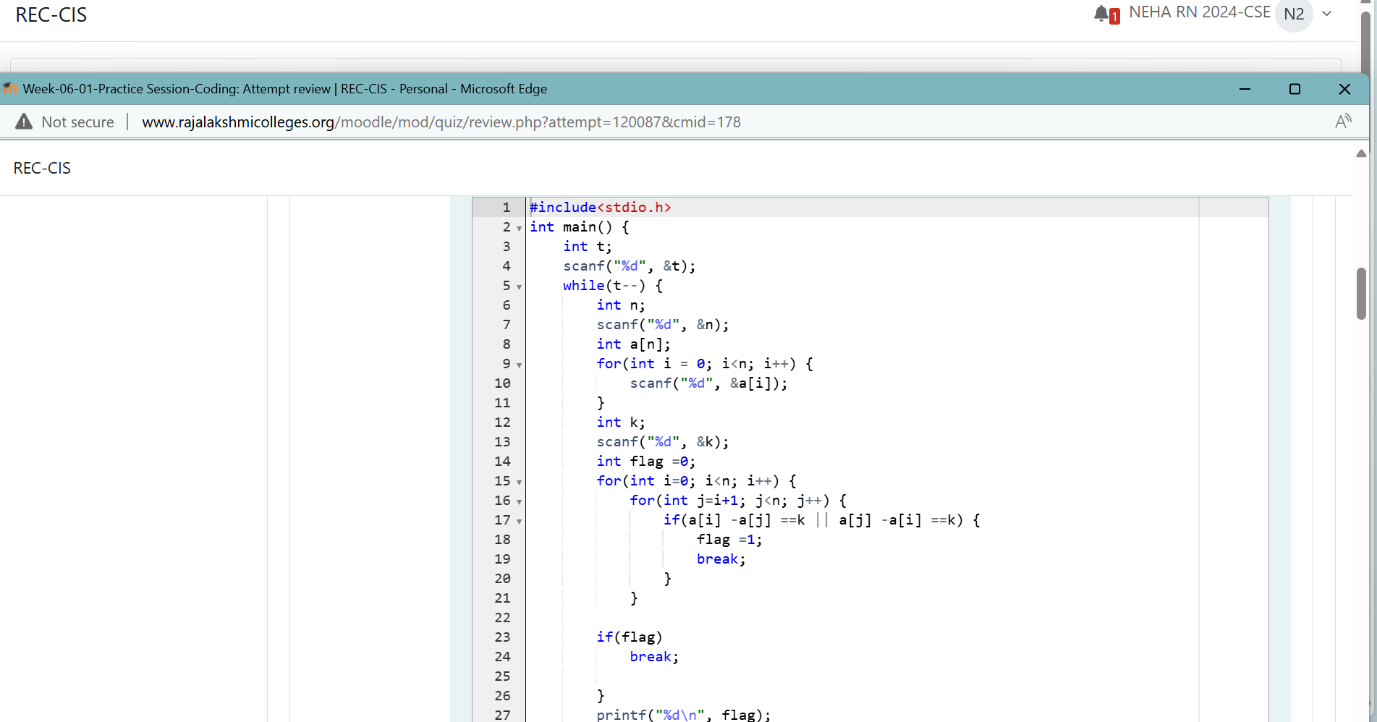 REC-CIS
1 NEHA RN 2024-CSE N2
Week-06-01-Practice Session-Coding: Attempt review | REC-CIS - Personal - Microsoft Edge
Not secure | www.rajalakshmicolleges.org/moodle/mod/quiz/review.php?attempt=120087&cmid=178
REC-CIS
1 #include<stdio.h>
2 int main() {
3 int t;
4 scanf("%d", &t);
5 while(t--) {
6 int n;
7 scanf("%d", &n);
8 int a[n];
9 for(int i = 0; i<n; i++) {
10 scanf("%d", &a[i]);
11 }
12 int k;
13 scanf("%d", &k);
14 int flag =0;
15 for(int i=0; i<n; i++) {
16 for(int j=i+1; j<n; j++) {
17 if(a[i] -a[j] ==k || a[j] -a[i] ==k) {
18 flag =1;
19 break;
20 }
21 }
22
23 if(flag)
24 break;
25
26 }
27 printf("%d\n", flag);